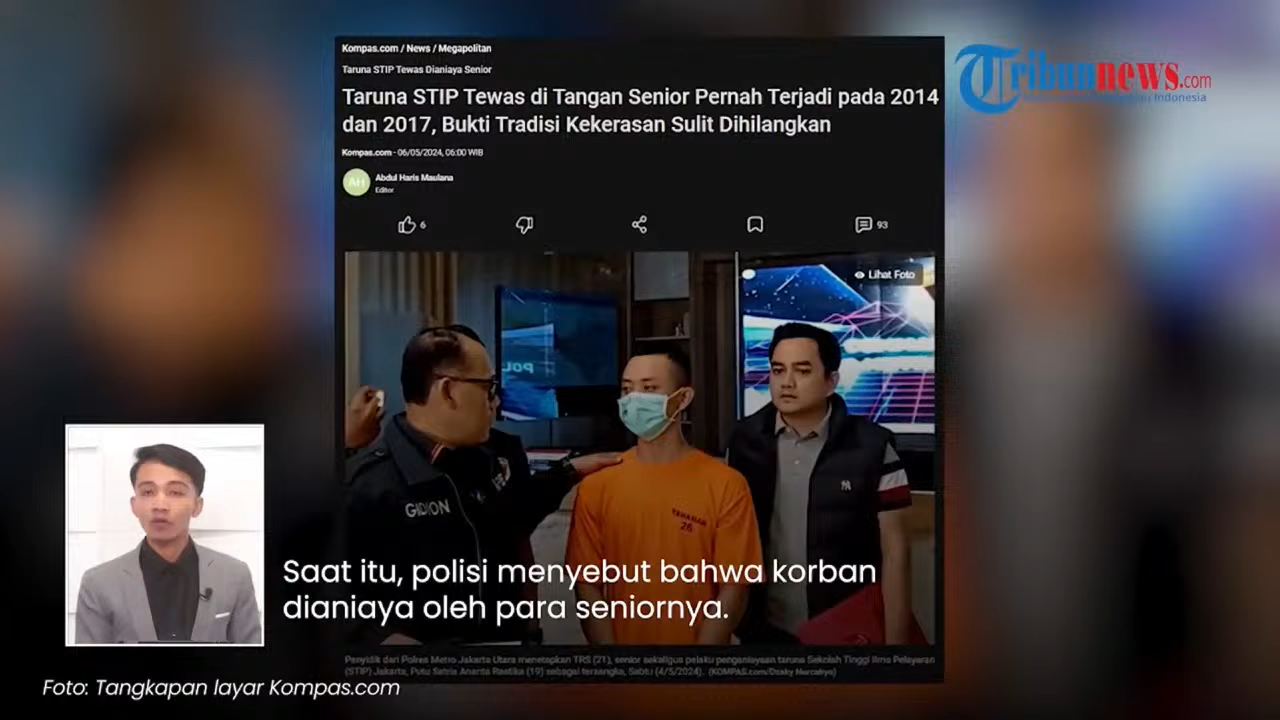 Kompas.com / News / Megapolitan
Taruna STIP Tewas Dianiaya Senior
Taruna STIP Tewas di Tangan Senior Pernah Terjadi pada 2014
dan 2017, Bukti Tradisi Kekerasan Sulit Dihilangkan
Kompas.com - 06/05/2024, 06:00 WIB
AH
Abdul Haris Maulana
Editor
6
93
Tribunnews.com
Indonesia
Lihat Foto
GIDION
TAHANAN
26
Saat itu, polisi menyebut bahwa korban
dianiaya oleh para seniornya.
Penyidik dari Polres Metro Jakarta Utara menetapkan TRS (21), senior sekaligus pelaku penganiayaan taruna Sekolah Tinggi Ilmu Pelayaran
(STIP) Jakarta, Putu Satria Ananta Rastika (19) sebagai tersangka, Sabtu (4/5/2024). (KOMPAS.com/Dzaky Nurcahyo)
Foto: Tangkapan layar Kompas.com